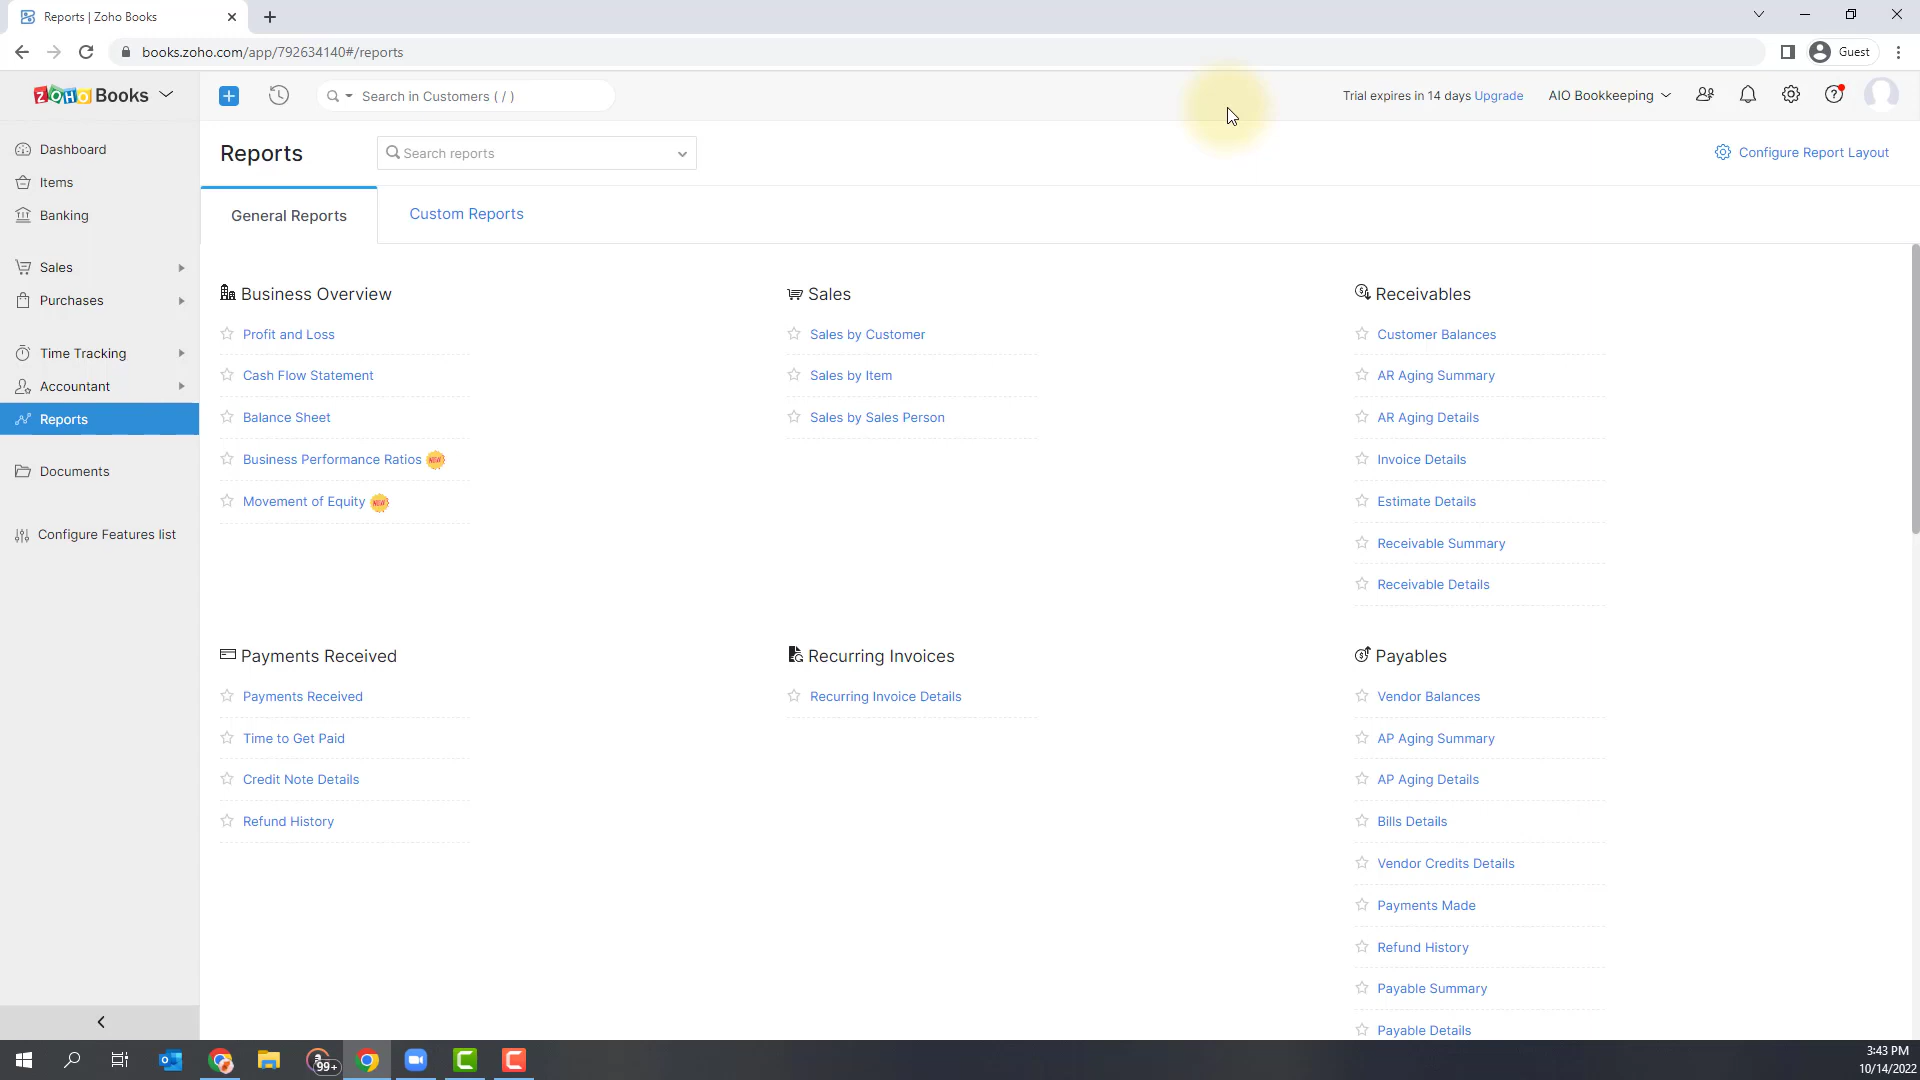 Reports | Zoho Books
books.zoho.com/app/792634140#/reports
Guest
ZOHO Books
Search in Customers ( / )
Trial expires in 14 days Upgrade
AIO Bookkeeping
Dashboard
Items
Banking
Sales
Purchases
Time Tracking
Accountant
Reports
Documents
Configure Features list
Reports
Search reports
Configure Report Layout
General Reports
Custom Reports
Business Overview
Profit and Loss
Cash Flow Statement
Balance Sheet
Business Performance Ratios NEW
Movement of Equity NEW
Sales
Sales by Customer
Sales by Item
Sales by Sales Person
Receivables
Customer Balances
AR Aging Summary
AR Aging Details
Invoice Details
Estimate Details
Receivable Summary
Receivable Details
Payments Received
Payments Received
Time to Get Paid
Credit Note Details
Refund History
Recurring Invoices
Recurring Invoice Details
Payables
Vendor Balances
AP Aging Summary
AP Aging Details
Bills Details
Vendor Credits Details
Payments Made
Refund History
Payable Summary
Payable Details
99+
3:43 PM
10/14/2022